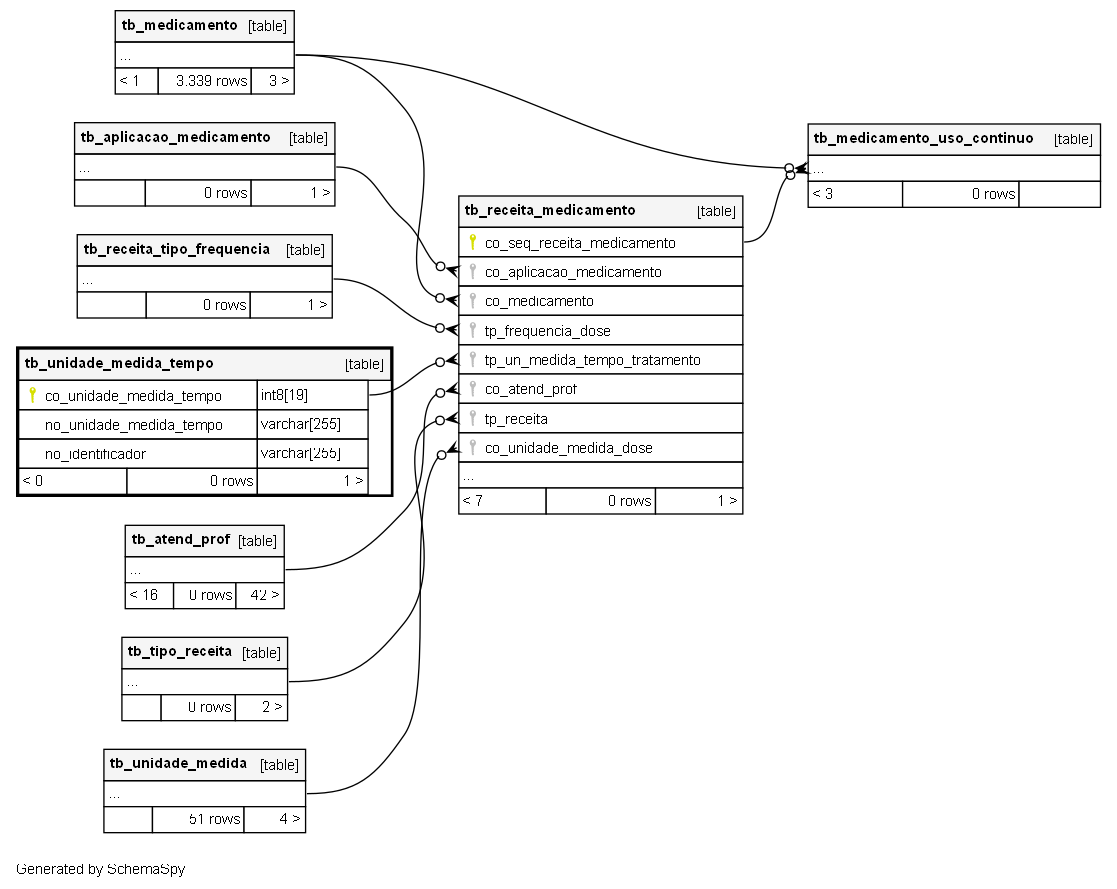 tb_medicamento [table]
...
< 1 3.339 rows 3 >
tb_aplicacao_medicamento [table]
...
0 rows 1 >
tb_receita_tipo_frequencia [table]
...
0 rows 1 >
tb_unidade_medida_tempo [table]
co_unidade_medida_tempo int8[19]
no_unidade_medida_tempo varchar[255]
no_identificador varchar[255]
< 0 0 rows 1 >
tb_atend_prof [table]
...
< 16 0 rows 42 >
tb_tipo_receita [table]
...
0 rows 2 >
tb_unidade_medida [table]
...
51 rows 4 >
tb_receita_medicamento [table]
co_seq_receita_medicamento
co_aplicacao_medicamento
co_medicamento
tp_frequencia_dose
tp_un_medida_tempo_tratamento
co_atend_prof
tp_receita
co_unidade_medida_dose
...
< 7 0 rows 1 >
tb_medicamento_uso_continuo [table]
...
< 3 0 rows
Generated by SchemaSpy